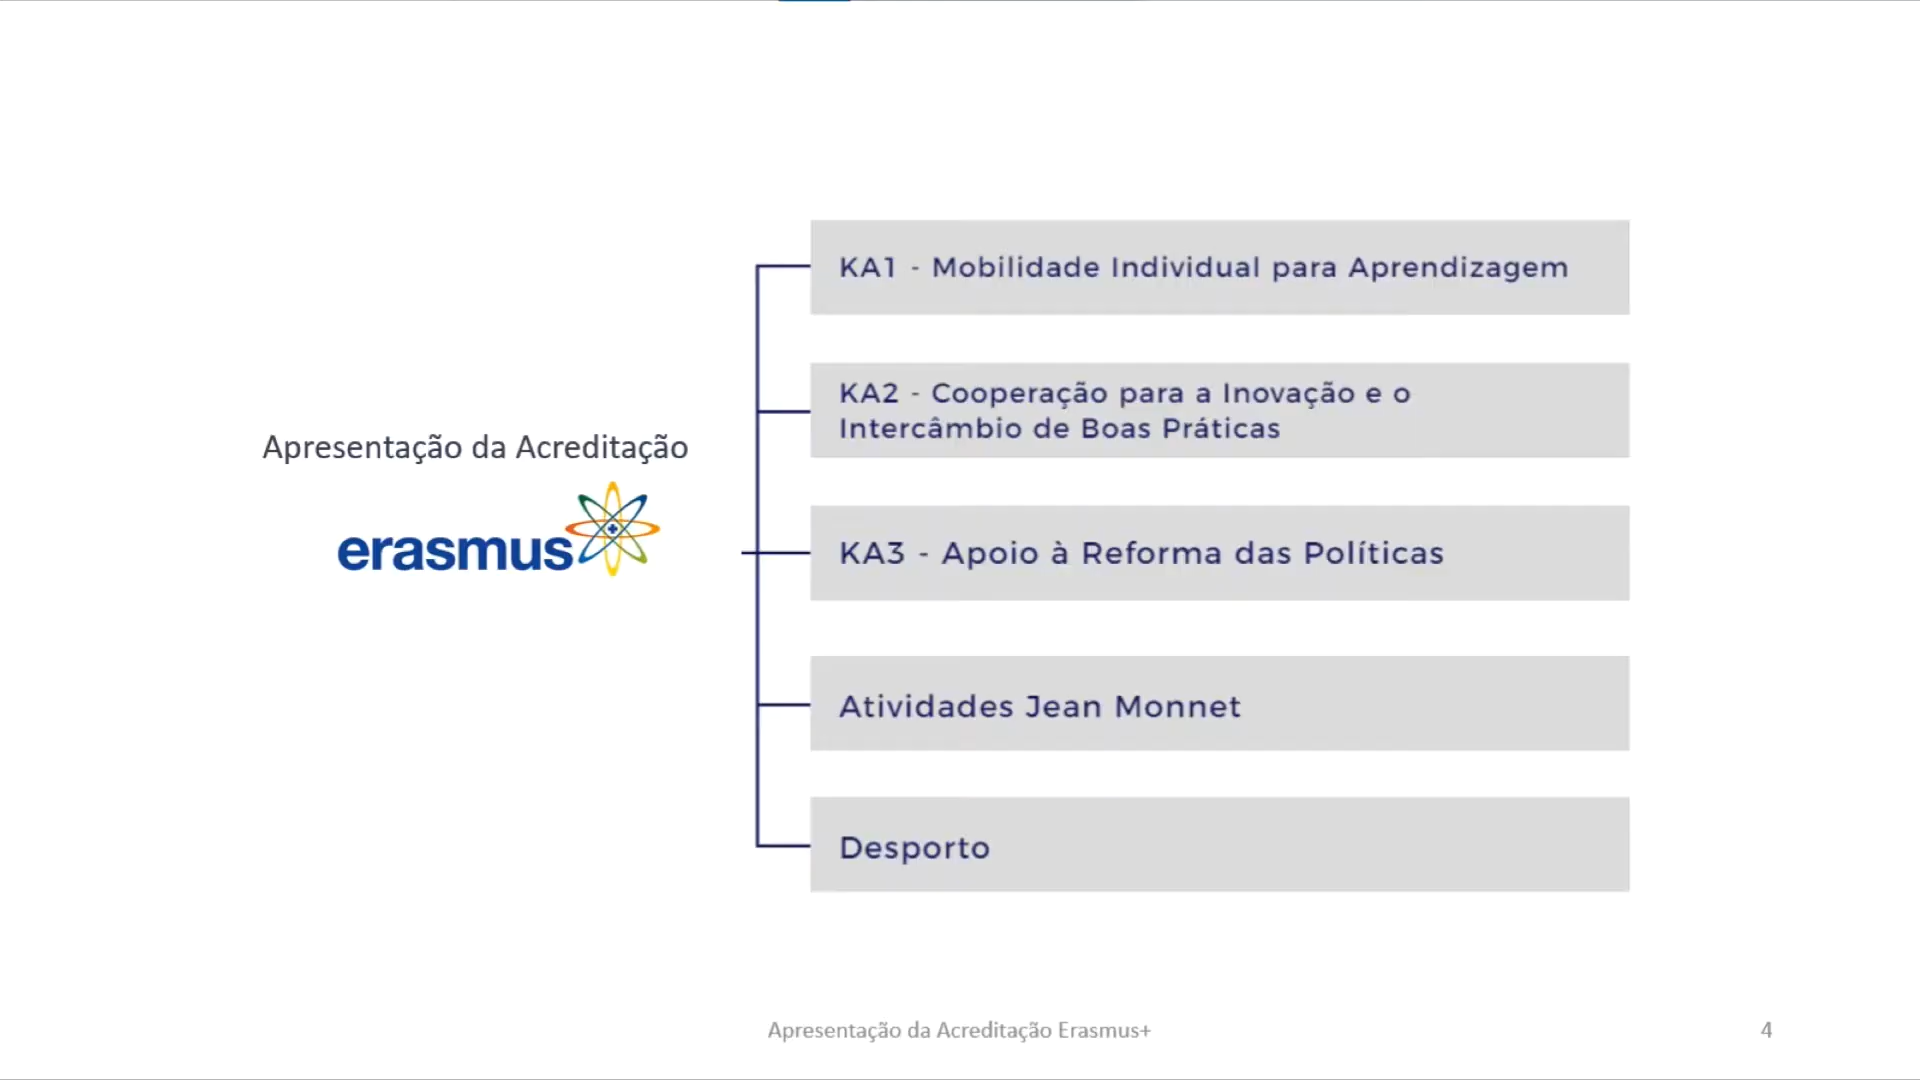 Apresentação da Acreditação
erasmus+
KA1 - Mobilidade Individual para Aprendizagem
KA2 - Cooperação para a Inovação e o
Intercâmbio de Boas Práticas
KA3 - Apoio à Reforma das Políticas
Atividades Jean Monnet
Desporto
Apresentação da Acreditação Erasmus+
4